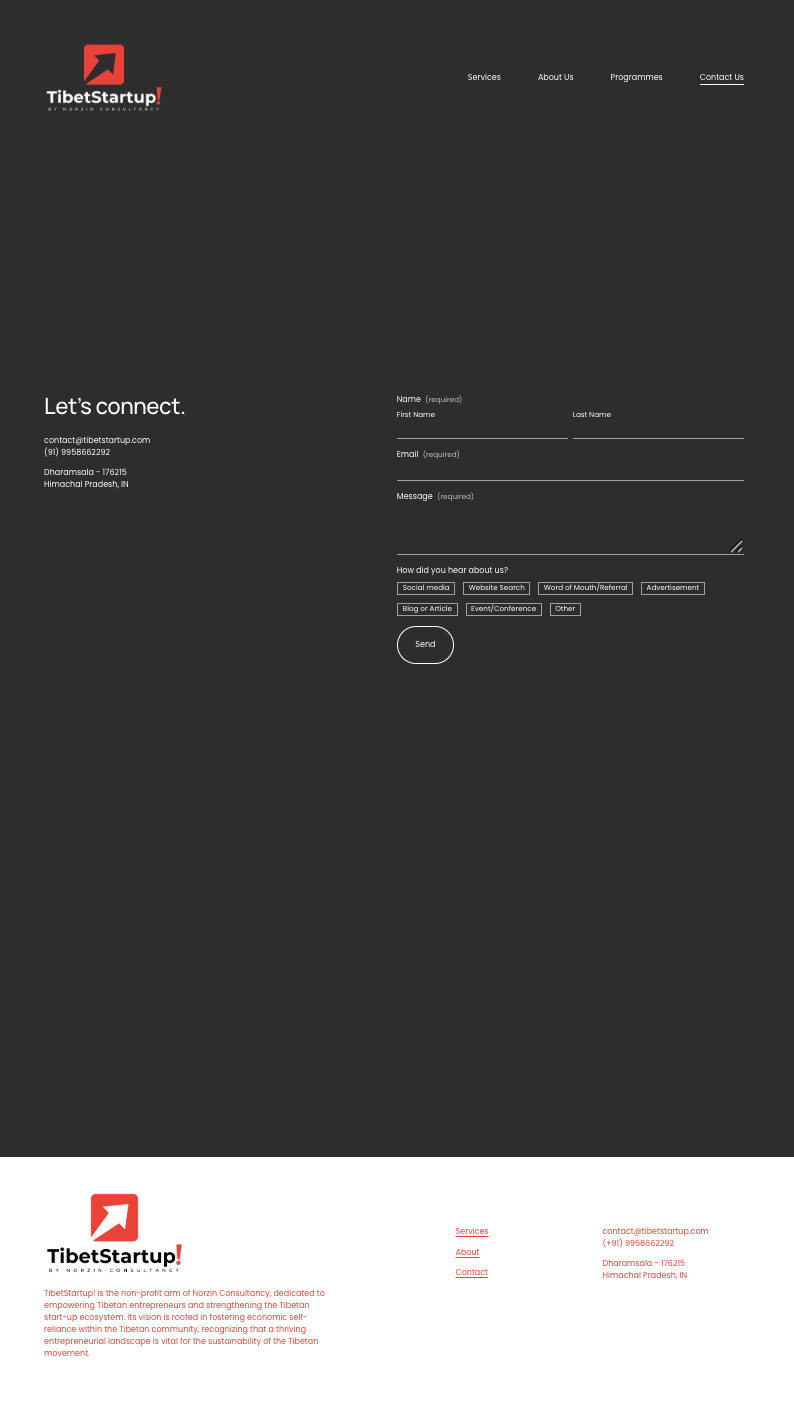 TibetStartup!
BY NORZIN CONSULTANCY
Services
About Us
Programmes
Contact Us
Let's connect.
contact@tibetstartup.com
(91) 9958662292
Dharamsala - 176215
Himachal Pradesh, IN
Name (required)
First Name
Last Name
Email (required)
Message (required)
How did you hear about us?
Social media
Website Search
Word of Mouth/Referral
Advertisement
Blog or Article
Event/Conference
Other
Send
TibetStartup!
BY NORZIN CONSULTANCY
TibetStartup! is the non-profit arm of Norzin Consultancy, dedicated to
empowering Tibetan entrepreneurs and strengthening the Tibetan
start-up ecosystem. Its vision is rooted in fostering economic self-
reliance within the Tibetan community, recognizing that a thriving
entrepreneurial landscape is vital for the sustainability of the Tibetan
movement.
Services
About
Contact
contact@tibetstartup.com
(+91) 9958662292
Dharamsala - 176215
Himachal Pradesh, IN